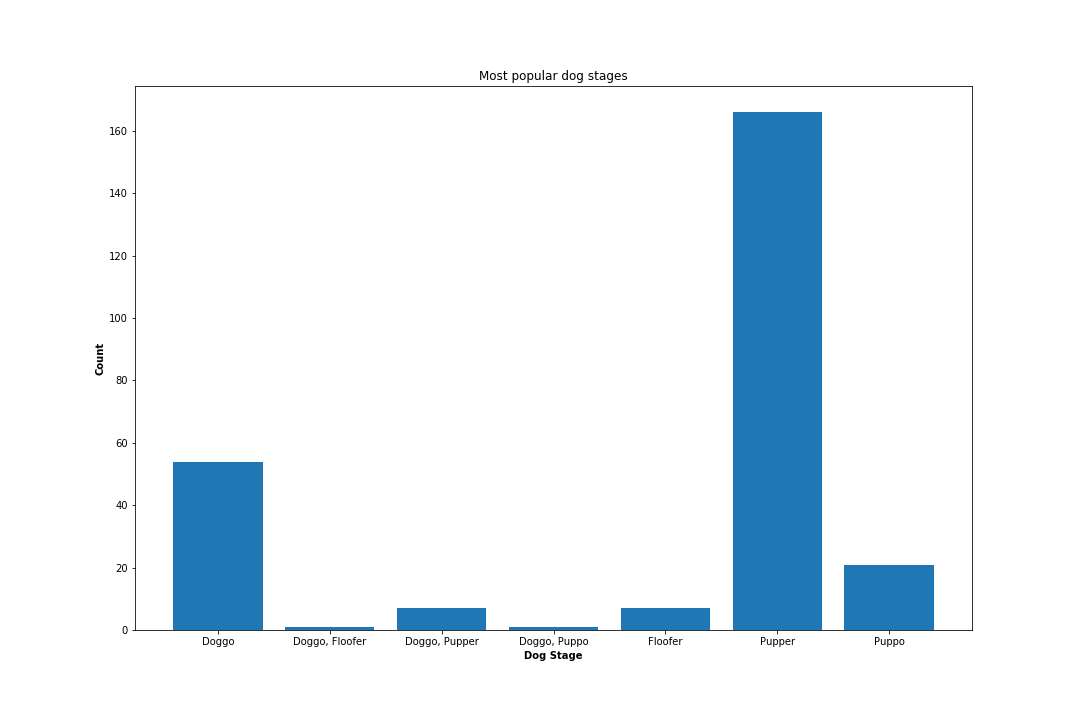 Most popular dog stages
160
140
120
100
80
60
40
20
0
Count
Doggo
Doggo, Floofer
Doggo, Pupper
Doggo, Puppo
Floofer
Pupper
Puppo
Dog Stage